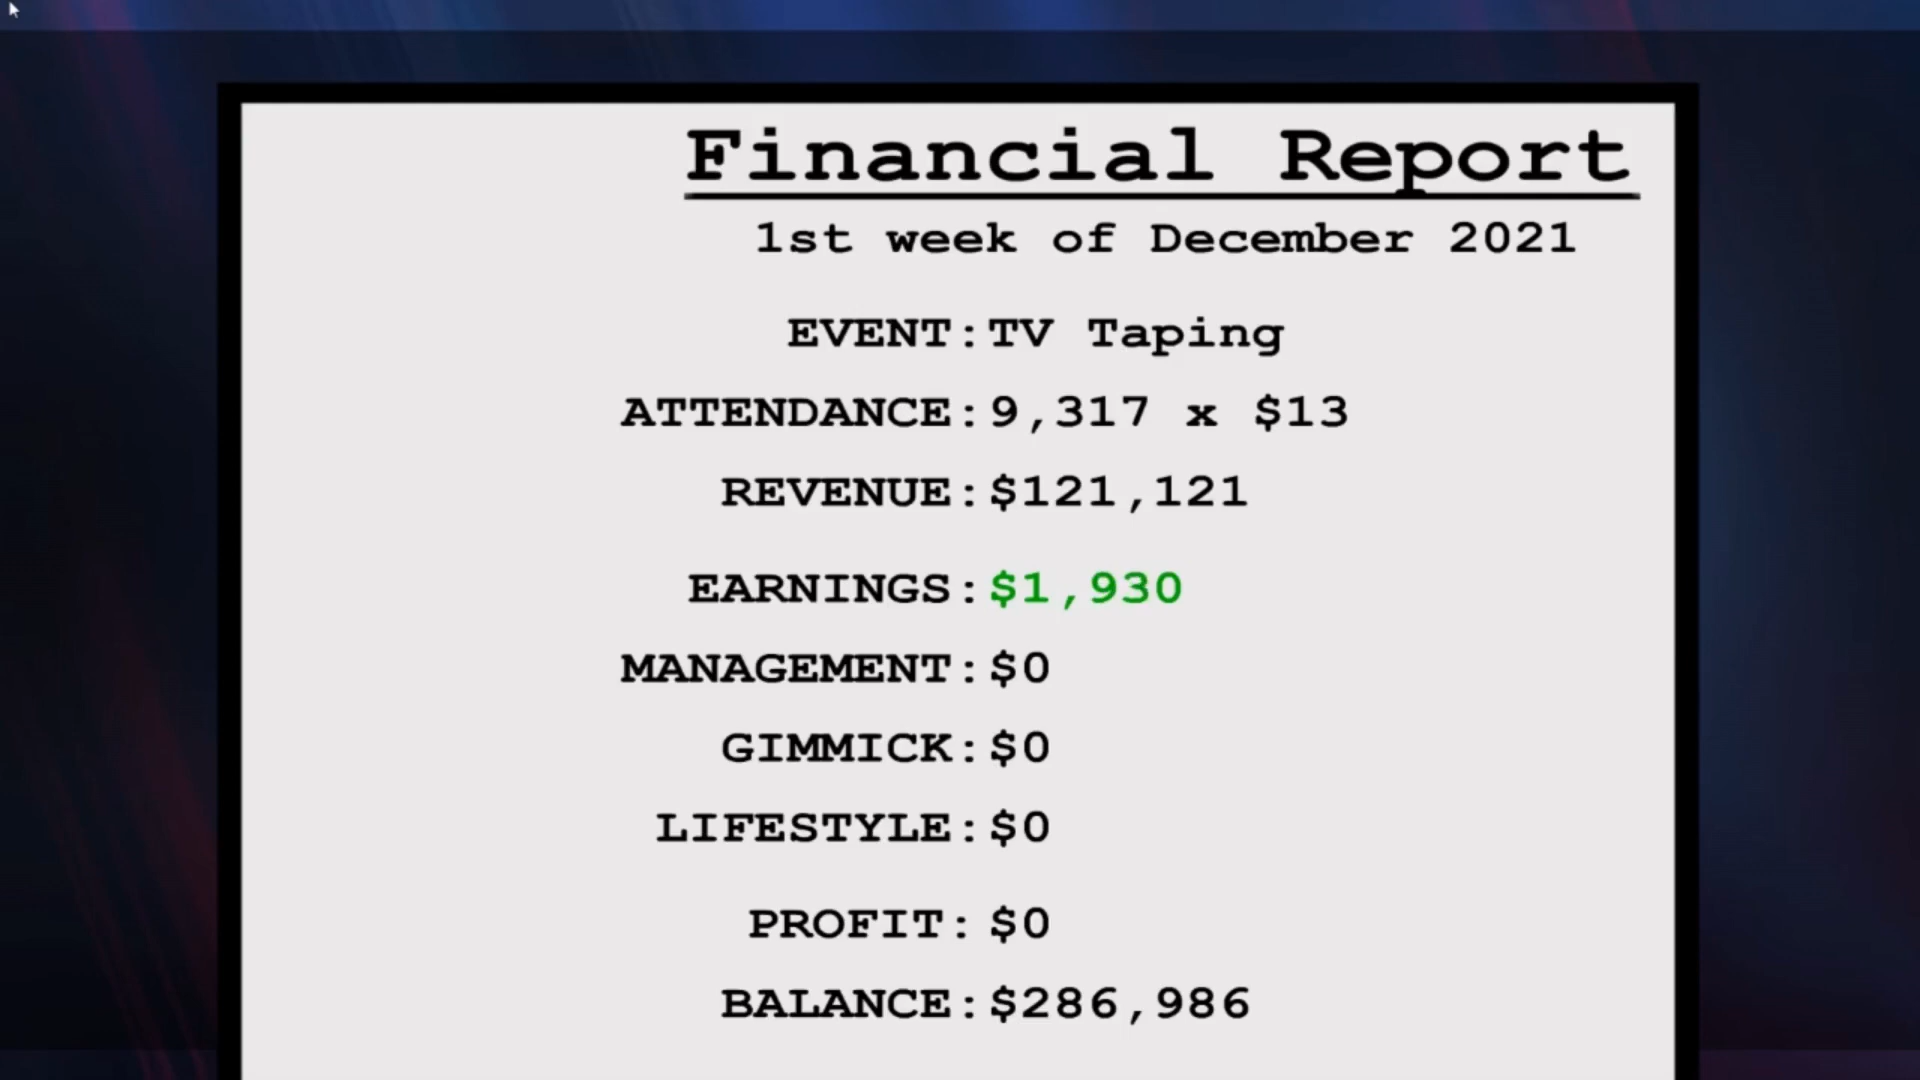 Financial Report
1st week of December 2021
EVENT: TV Taping
ATTENDANCE: 9,317 x $13
REVENUE: $121,121
EARNINGS: $1,930
MANAGEMENT: $0
GIMMICK: $0
LIFESTYLE: $0
PROFIT: $0
BALANCE: $286,986